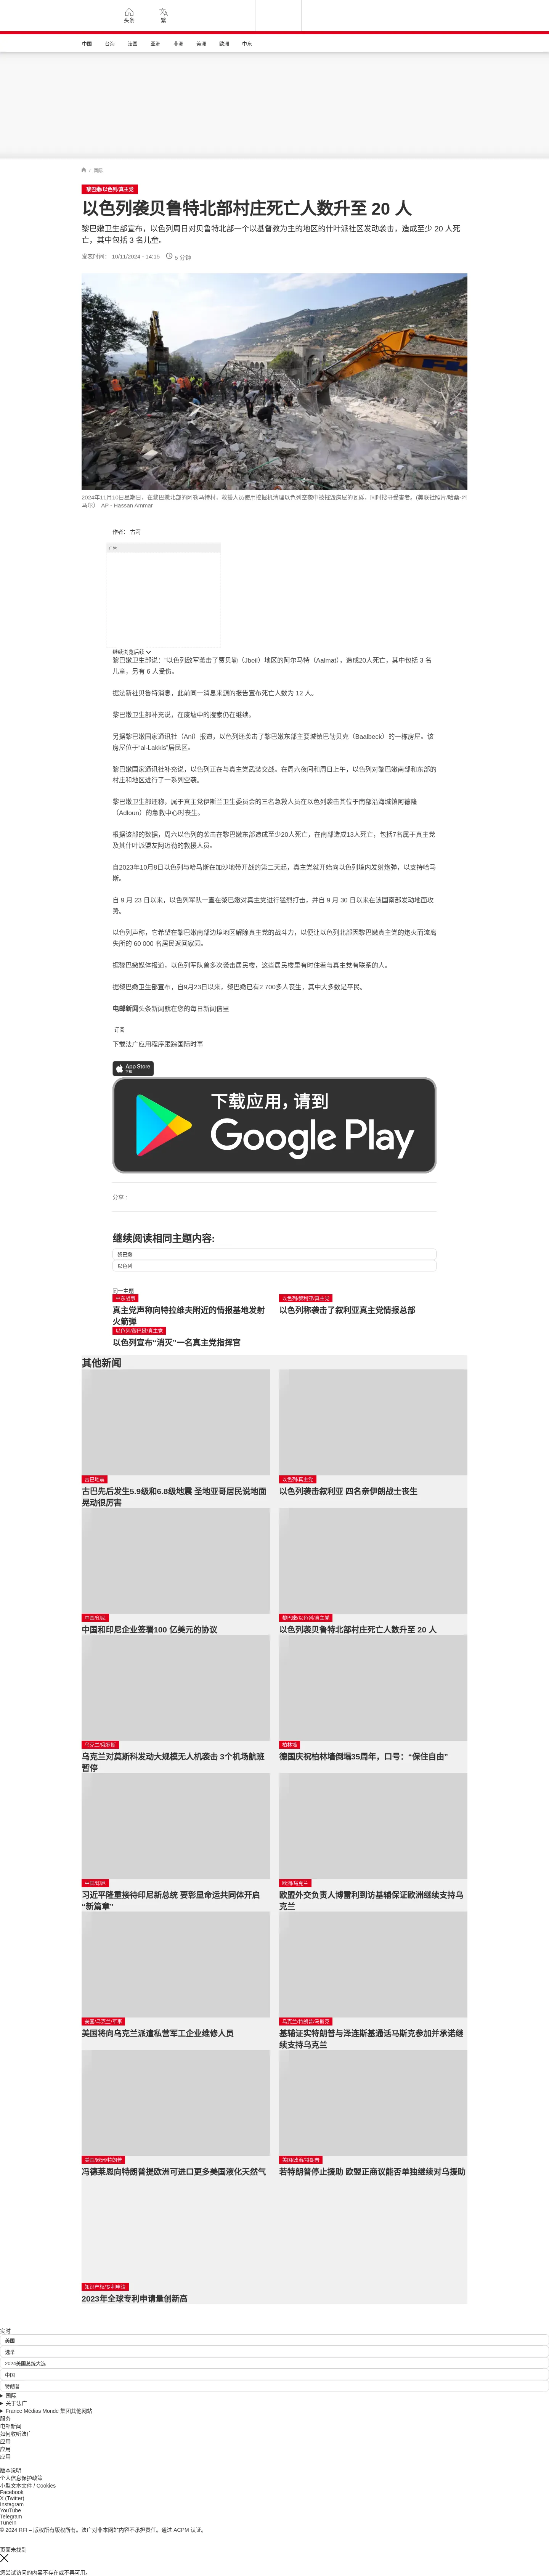 头条
繁
中国 台海 法国 亚洲 非洲 美洲 欧洲 中东
/ 国际
黎巴嫩/以色列/真主党
以色列袭贝鲁特北部村庄死亡人数升至 20 人
黎巴嫩卫生部宣布，以色列周日对贝鲁特北部一个以基督教为主的地区的什叶派社区发动袭击，造成至少 20 人死
亡，其中包括 3 名儿童。
发表时间： 10/11/2024 - 14:15 5 分钟
2024年11月10日星期日，在黎巴嫩北部的阿勒马特村，救援人员使用挖掘机清理以色列空袭中被摧毁房屋的瓦砾，同时搜寻受害者。(美联社照片/哈桑-阿
马尔） AP - Hassan Ammar
作者： 古莉
广告
继续浏览后续
黎巴嫩卫生部说：“以色列敌军袭击了贾贝勒（Jbeil）地区的阿尔马特（Aalmat），造成20人死亡，其中包括 3 名
儿童，另有 6 人受伤。
据法新社贝鲁特消息，此前同一消息来源的报告宣布死亡人数为 12 人。
黎巴嫩卫生部补充说，在废墟中的搜索仍在继续。
另据黎巴嫩国家通讯社（Ani）报道，以色列还袭击了黎巴嫩东部主要城镇巴勒贝克（Baalbeck）的一栋房屋。该
房屋位于“al-Lakkis”居民区。
黎巴嫩国家通讯社补充说，以色列正在与真主党武装交战。在周六夜间和周日上午，以色列对黎巴嫩南部和东部的
村庄和地区进行了一系列空袭。
黎巴嫩卫生部还称，属于真主党伊斯兰卫生委员会的三名急救人员在以色列袭击其位于南部沿海城镇阿德隆
（Adloun）的急救中心时丧生。
根据该部的数据，周六以色列的袭击在黎巴嫩东部造成至少20人死亡，在南部造成13人死亡，包括7名属于真主党
及其什叶派盟友阿迈勒的救援人员。
自2023年10月8日以色列与哈马斯在加沙地带开战的第二天起，真主党就开始向以色列境内发射炮弹，以支持哈马
斯。
自 9 月 23 日以来，以色列军队一直在黎巴嫩对真主党进行猛烈打击，并自 9 月 30 日以来在该国南部发动地面攻
势。
以色列声称，它希望在黎巴嫩南部边境地区解除真主党的战斗力，以便让以色列北部因黎巴嫩真主党的炮火而流离
失所的 60 000 名居民返回家园。
据黎巴嫩媒体报道，以色列军队曾多次袭击居民楼，这些居民楼里有时住着与真主党有联系的人。
据黎巴嫩卫生部宣布，自9月23日以来，黎巴嫩已有2 700多人丧生，其中大多数是平民。
电邮新闻头条新闻就在您的每日新闻信里
订阅
下载法广应用程序跟踪国际时事
App Store
下载
下载应用，请到
Google Play
分享 :
继续阅读相同主题内容:
黎巴嫩
以色列
同一主题
中东战事
真主党声称向特拉维夫附近的情报基地发射
火箭弹
以色列/叙利亚/真主党
以色列称袭击了叙利亚真主党情报总部
以色列/黎巴嫩/真主党
以色列宣布“消灭”一名真主党指挥官
其他新闻
古巴地震
古巴先后发生5.9级和6.8级地震 圣地亚哥居民说地面
晃动很厉害
以色列/真主党
以色列袭击叙利亚 四名亲伊朗战士丧生
中国/印尼
中国和印尼企业签署100 亿美元的协议
黎巴嫩/以色列/真主党
以色列袭贝鲁特北部村庄死亡人数升至 20 人
乌克兰/俄罗斯
乌克兰对莫斯科发动大规模无人机袭击 3个机场航班
暂停
柏林墙
德国庆祝柏林墙倒塌35周年，口号：“保住自由”
中国/印尼
习近平隆重接待印尼新总统 要彰显命运共同体开启
“新篇章”
欧洲/乌克兰
欧盟外交负责人博雷利到访基辅保证欧洲继续支持乌
克兰
美国/乌克兰/军事
美国将向乌克兰派遣私营军工企业维修人员
乌克兰/特朗普/马斯克
基辅证实特朗普与泽连斯基通话马斯克参加并承诺继
续支持乌克兰
美国/欧洲/特朗普
冯德莱恩向特朗普提欧洲可进口更多美国液化天然气
美国/政治/特朗普
若特朗普停止援助 欧盟正商议能否单独继续对乌援助
知识产权/专利申请
2023年全球专利申请量创新高
实时
美国
选举
2024美国总统大选
中国
特朗普
国际
关于法广
France Médias Monde 集团其他网站
服务
电邮新闻
如何收听法广
应用
应用
应用
版本说明
个人信息保护政策
小型文本文件 / Cookies
Facebook
X (Twitter)
Instagram
YouTube
Telegram
TuneIn
© 2024 RFI – 版权所有版权所有。法广对非本网站内容不承担责任。通过 ACPM 认证。
页面未找到
您尝试访问的内容不存在或不再可用。